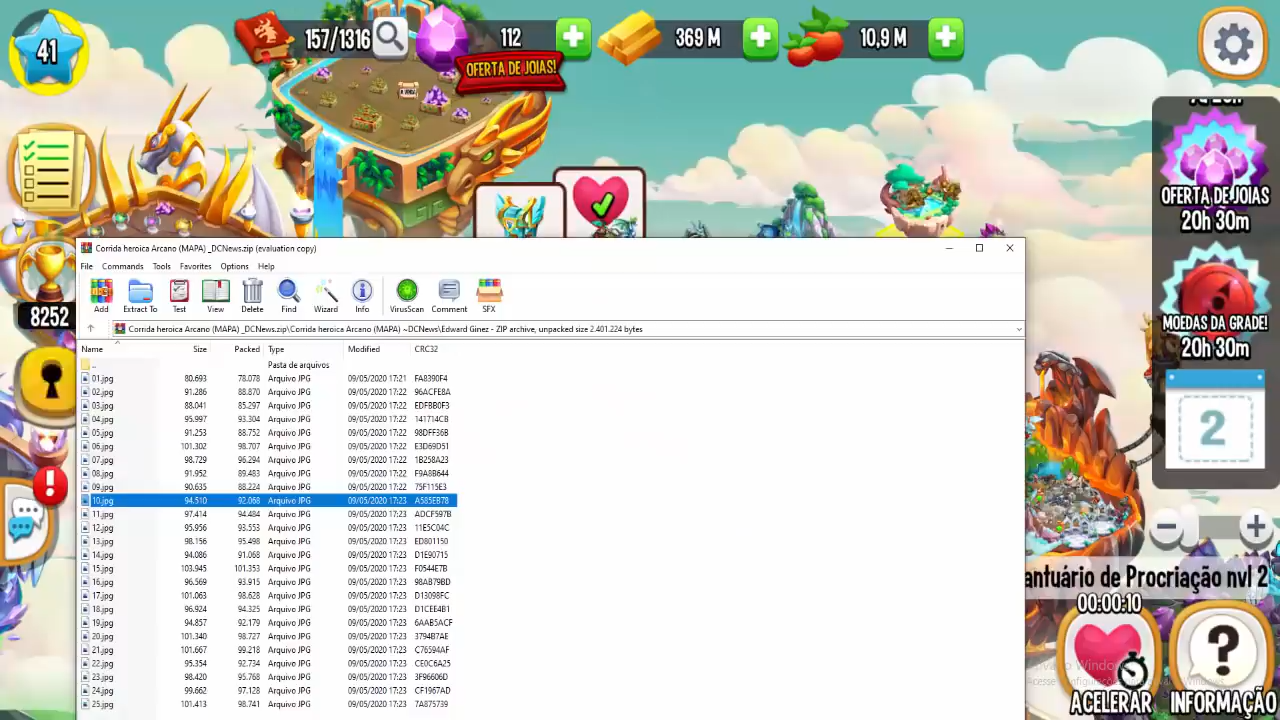 41
157/1316
112
369 M
10,9 M
OFERTA DE JOIAS!
8252
OFERTA DE JOIAS
20h 30m
MOEDAS DA GRADE!
20h 30m
2
Corrida heroica Arcano (MAPA) _DCNews.zip (evaluation copy)
File Commands Tools Favorites Options Help
Add Extract To Test View Delete Find Wizard Info VirusScan Comment SFX
Corrida heroica Arcano (MAPA) _DCNews.zip\Corrida heroica Arcano (MAPA) ~DCNews\Edward Ginez - ZIP archive, unpacked size 2.401.224 bytes
Name Size Packed Type Modified CRC32
.. Pasta de arquivos
01.jpg 80.693 78.078 Arquivo JPG 09/05/2020 17:21 FA8390F4
02.jpg 91.286 88.870 Arquivo JPG 09/05/2020 17:22 96ACFE8A
03.jpg 88.041 85.297 Arquivo JPG 09/05/2020 17:22 EDFBB0F3
04.jpg 95.997 93.304 Arquivo JPG 09/05/2020 17:22 141714CB
05.jpg 91.253 88.752 Arquivo JPG 09/05/2020 17:22 98DFF36B
06.jpg 101.302 98.707 Arquivo JPG 09/05/2020 17:22 E3D69D51
07.jpg 98.729 96.294 Arquivo JPG 09/05/2020 17:22 1B258A23
08.jpg 91.952 89.483 Arquivo JPG 09/05/2020 17:22 F9A8B644
09.jpg 90.635 88.224 Arquivo JPG 09/05/2020 17:22 75F115E3
10.jpg 94.510 92.068 Arquivo JPG 09/05/2020 17:23 A585EB78
11.jpg 97.414 94.484 Arquivo JPG 09/05/2020 17:23 ADCF597B
12.jpg 95.956 93.553 Arquivo JPG 09/05/2020 17:23 11E5C04C
13.jpg 98.156 95.498 Arquivo JPG 09/05/2020 17:23 ED801150
14.jpg 94.086 91.068 Arquivo JPG 09/05/2020 17:23 D1E90715
15.jpg 103.945 101.353 Arquivo JPG 09/05/2020 17:23 F0544E7B
16.jpg 96.569 93.915 Arquivo JPG 09/05/2020 17:23 98AB79BD
17.jpg 101.063 98.628 Arquivo JPG 09/05/2020 17:23 D13098FC
18.jpg 96.924 94.325 Arquivo JPG 09/05/2020 17:23 D1CEE4B1
19.jpg 94.857 92.179 Arquivo JPG 09/05/2020 17:23 6AAB5ACF
20.jpg 101.340 98.727 Arquivo JPG 09/05/2020 17:23 3794B7AE
21.jpg 101.667 99.218 Arquivo JPG 09/05/2020 17:23 C76594AF
22.jpg 95.354 92.734 Arquivo JPG 09/05/2020 17:23 CE0C6A25
23.jpg 98.420 95.768 Arquivo JPG 09/05/2020 17:23 3F96606D
24.jpg 99.662 97.128 Arquivo JPG 09/05/2020 17:23 CF1967AD
25.jpg 101.413 98.741 Arquivo JPG 09/05/2020 17:23 7A875739
antuário de Procriação nvl 2
00:00:10
ACELERAR
INFORMAÇÃO